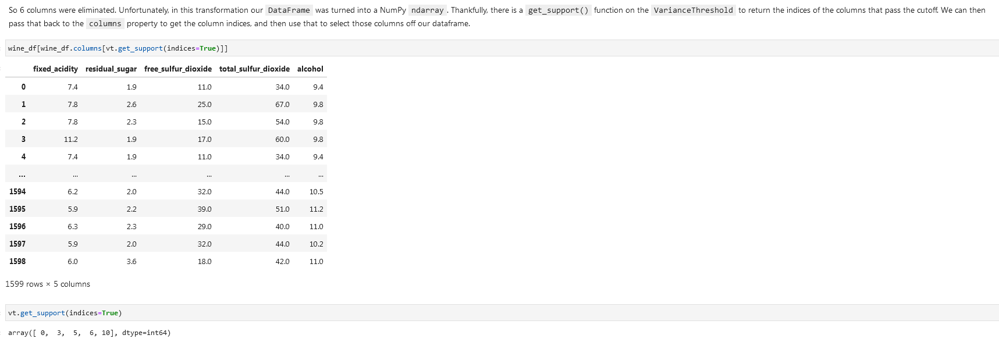 So 6 columns were eliminated. Unfortunately, in this transformation our DataFrame was turned into a NumPy ndarray. Thankfully, there is a get_support() function on the VarianceThreshold to return the indices of the columns that pass the cutoff. We can then
pass that back to the columns property to get the column indices, and then use that to select those columns off our dataframe.
wine_df[wine_df.columns[vt.get_support(indices=True)]]
fixed_acidity residual_sugar free_sulfur_dioxide total_sulfur_dioxide alcohol
0 7.4 1.9 11.0 34.0 9.4
1 7.8 2.6 25.0 67.0 9.8
2 7.8 2.3 15.0 54.0 9.8
3 11.2 1.9 17.0 60.0 9.8
4 7.4 1.9 11.0 34.0 9.4
... ... ... ... ... ...
1594 6.2 2.0 32.0 44.0 10.5
1595 5.9 2.2 39.0 51.0 11.2
1596 6.3 2.3 29.0 40.0 11.0
1597 5.9 2.0 32.0 44.0 10.2
1598 6.0 3.6 18.0 42.0 11.0
1599 rows × 5 columns
vt.get_support(indices=True)
array([ 0, 3, 5, 6, 10], dtype=int64)